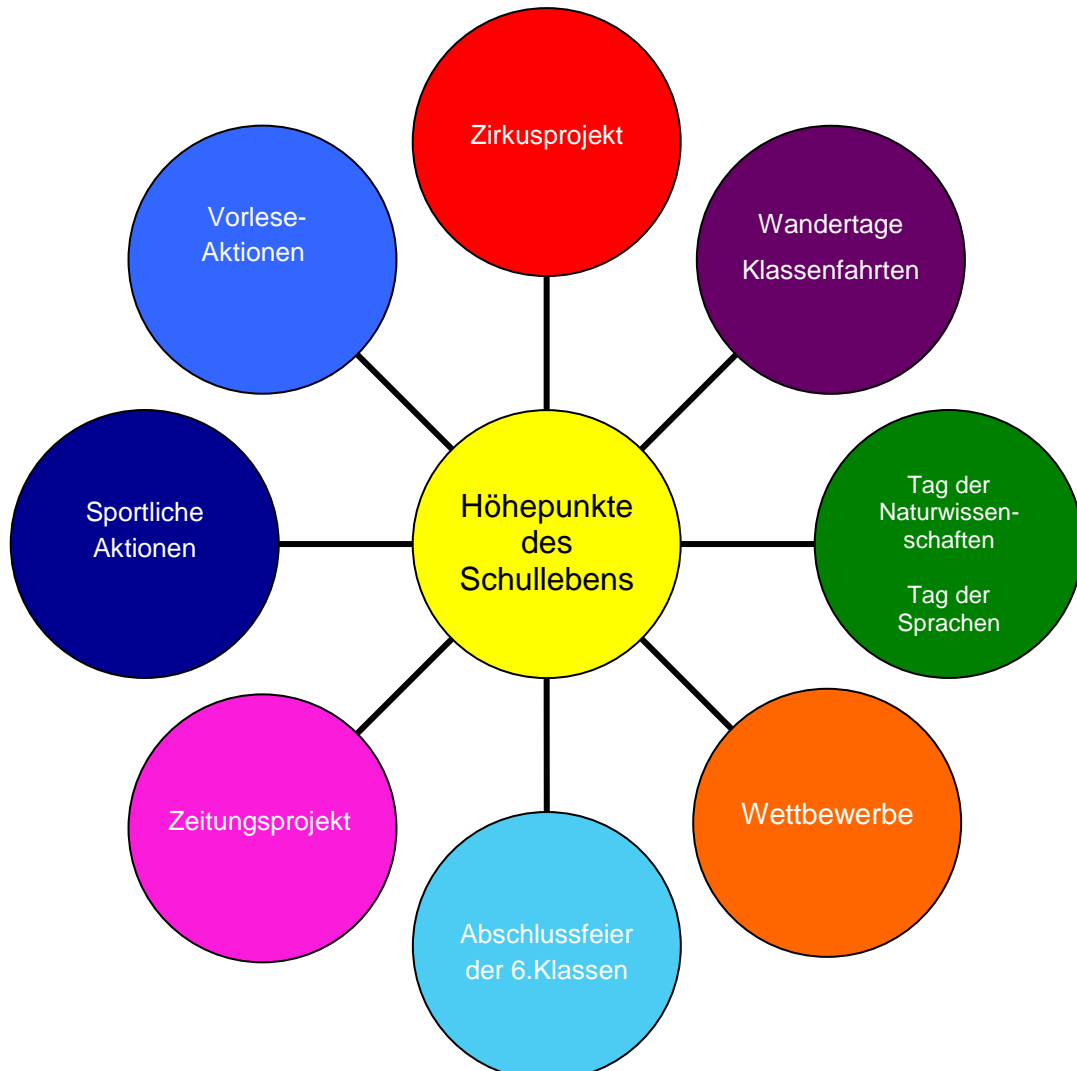 Zirkusprojekt
Wandertage
Klassenfahrten
Tag der
Naturwissen-
schaften
Tag der
Sprachen
Wettbewerbe
Abschlussfeier
der 6.Klassen
Zeitungsprojekt
Sportliche
Aktionen
Vorlese-
Aktionen
Höhepunkte
des
Schullebens